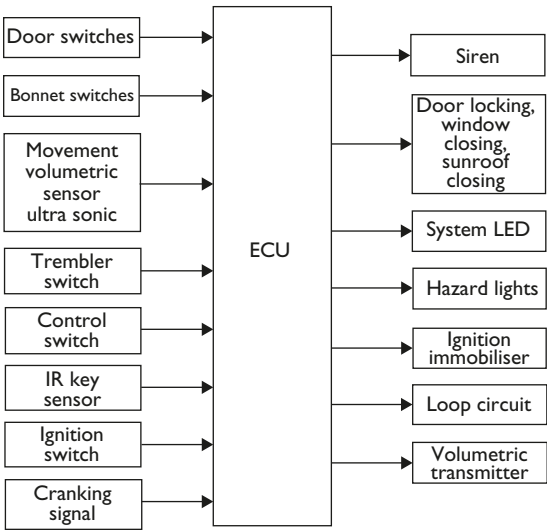 Door switches
Bonnet switches
Movement
volumetric
sensor
ultra sonic
Trembler
switch
Control
switch
IR key
sensor
Ignition
switch
Cranking
signal
ECU
Siren
Door locking,
window
closing,
sunroof
closing
System LED
Hazard lights
Ignition
immobiliser
Loop circuit
Volumetric
transmitter